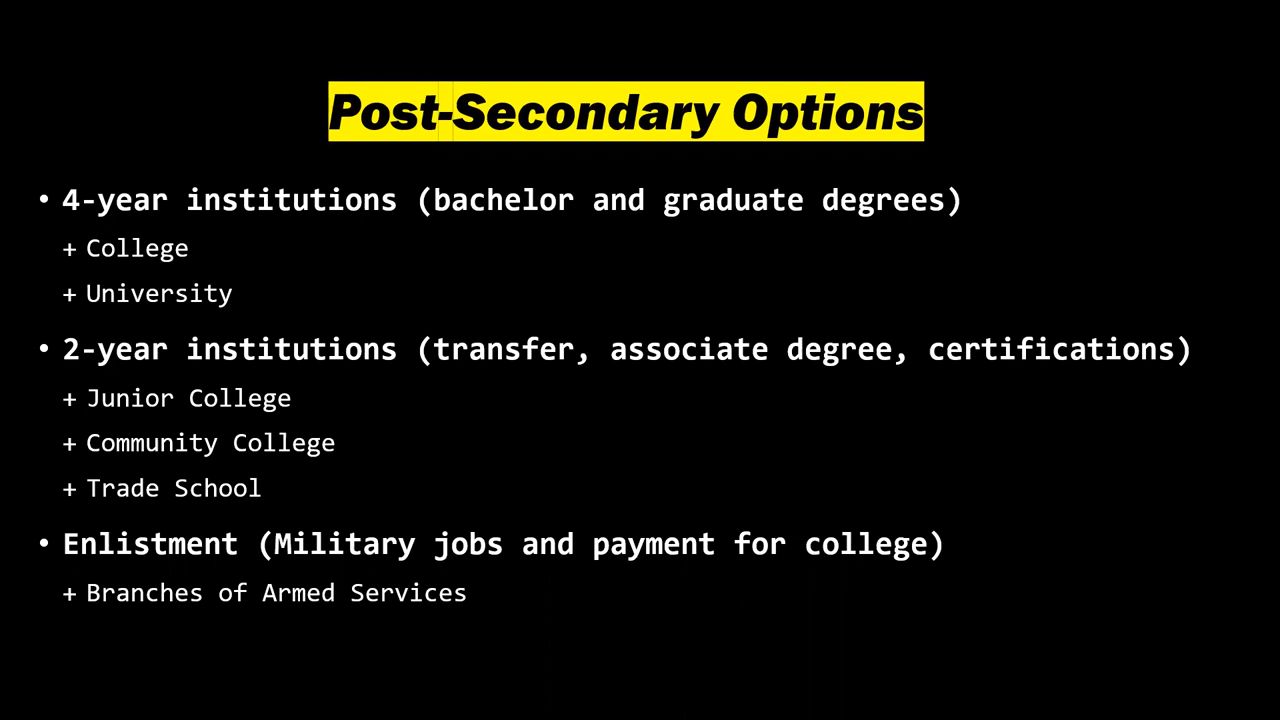 Post-Secondary Options
• 4-year institutions (bachelor and graduate degrees)
+ College
+ University
• 2-year institutions (transfer, associate degree, certifications)
+ Junior College
+ Community College
+ Trade School
• Enlistment (Military jobs and payment for college)
+ Branches of Armed Services